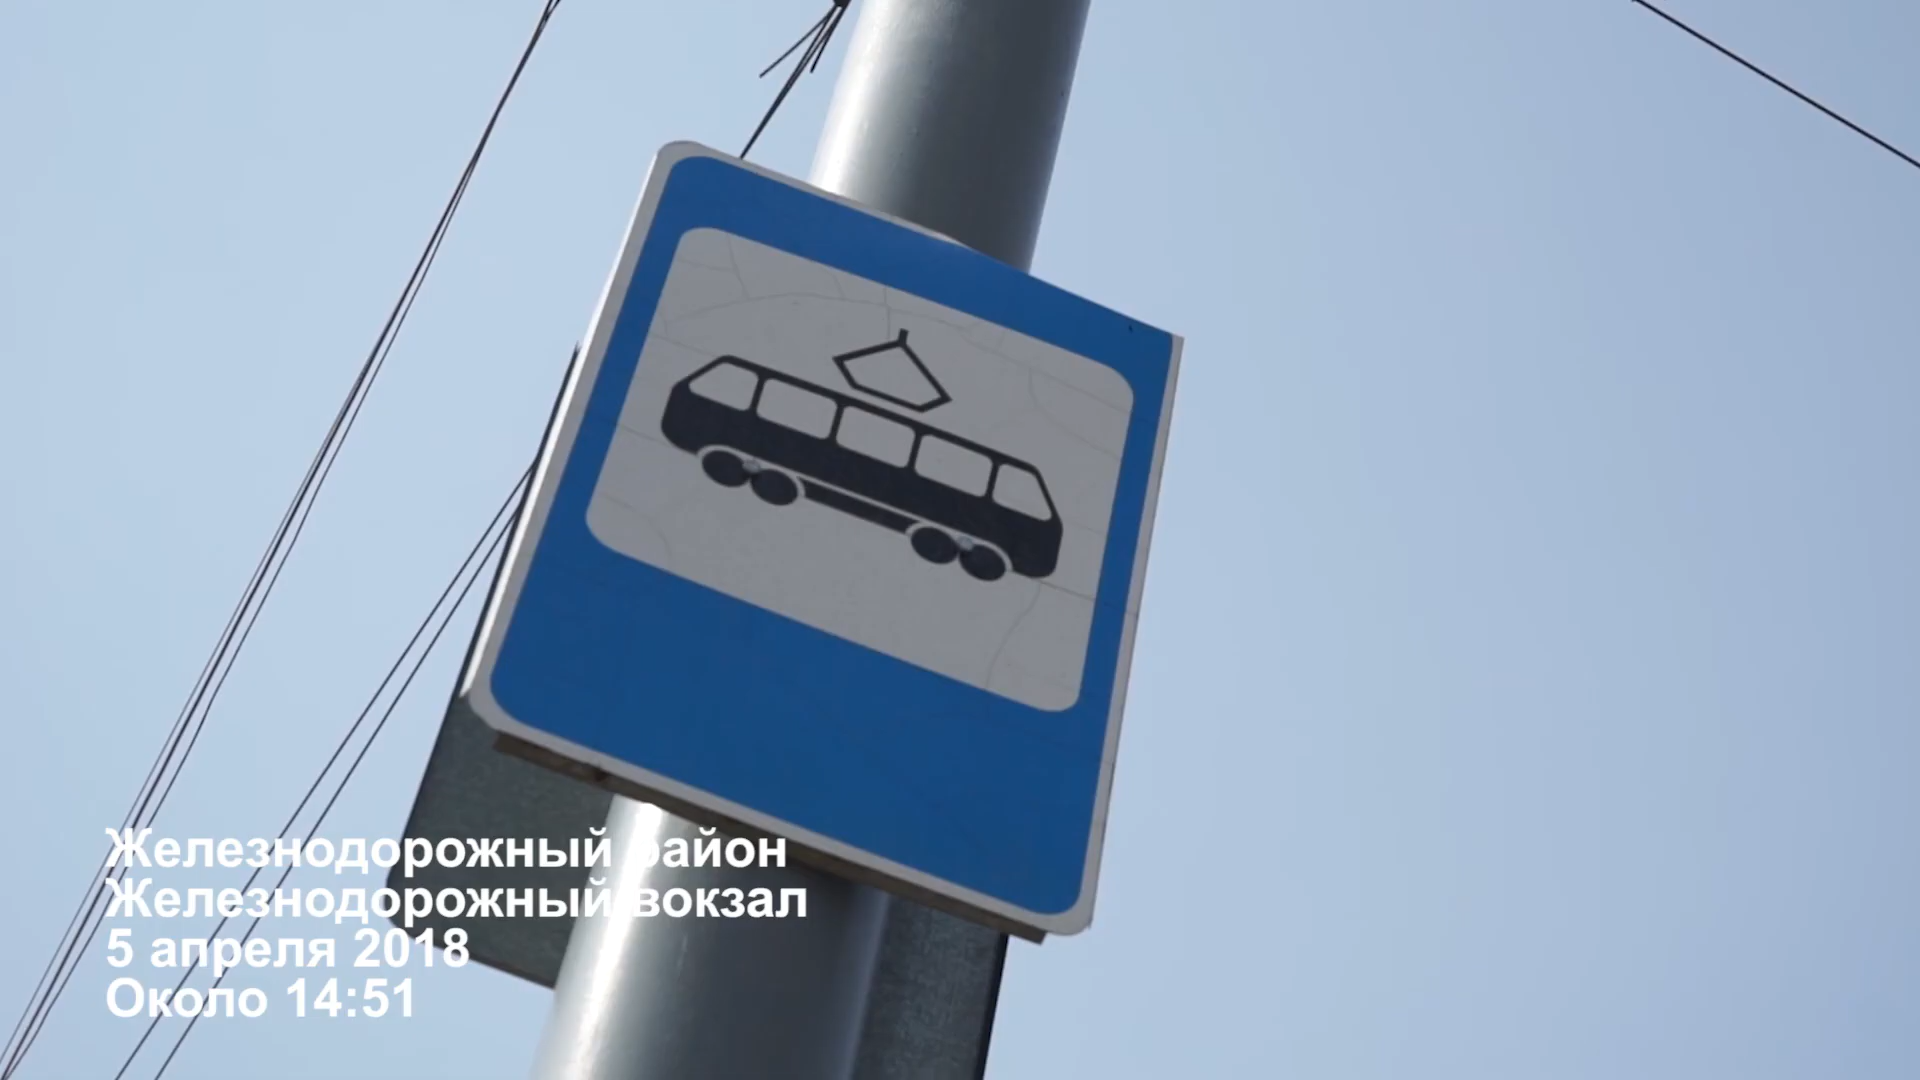 Железнодорожный район
Железнодорожный вокзал
5 апреля 2018
Около 14:51